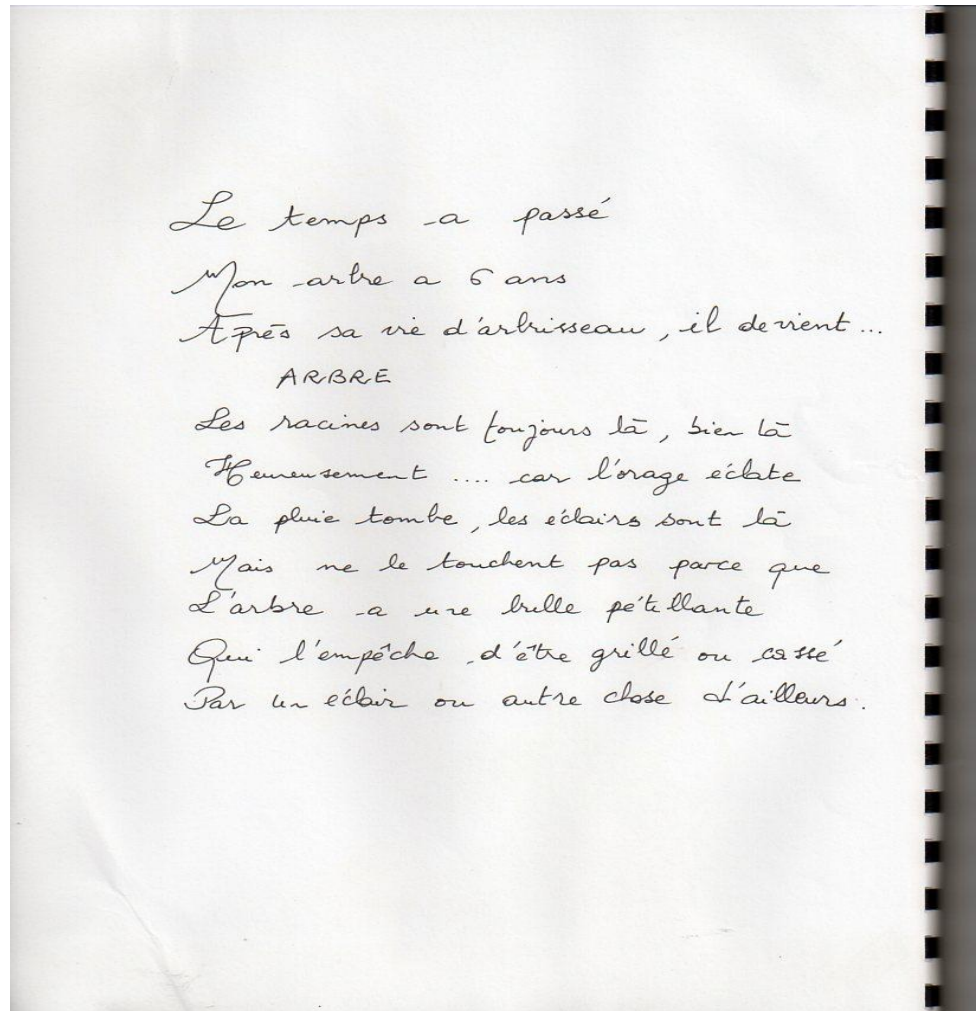 Le temps a passé
Mon arbre a 6 ans
Après sa vie d'arbrisseau, il devient...
ARBRE
Les racines sont toujours là, bien là
Heureusement .... car l'orage éclate
La pluie tombe, les éclairs sont là
Mais ne le touchent pas parce que
L'arbre a une bulle pétillante
Qui l'empêche d'être grillé ou cassé
Par un éclair ou autre chose d'ailleurs.